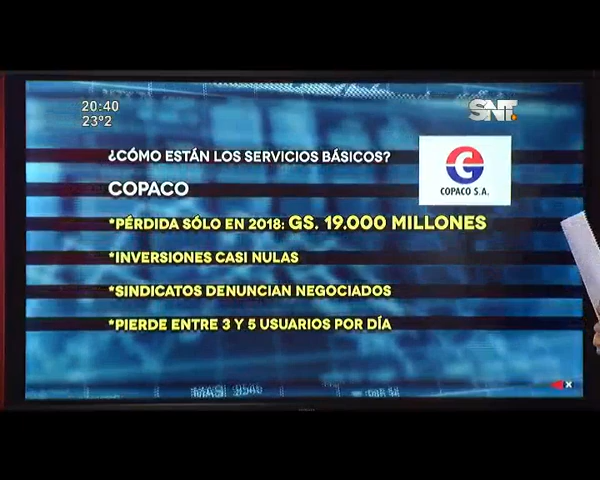 20:40
SNT.
23°2
¿CÓMO ESTÁN LOS SERVICIOS BÁSICOS?
G
COPACO
COPACO S.A.
*PÉRDIDA SÓLO EN 2018: GS. 19.000 MILLONES
*INVERSIONES CASI NULAS
*SINDICATOS DENUNCIAN NEGOCIADOS
*PIERDE ENTRE 3 Y 5 USUARIOS POR DÍA
X